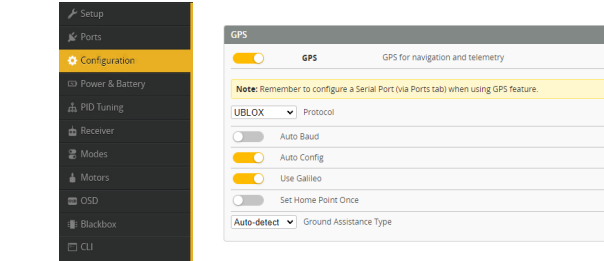 Setup
Ports
Configuration
Power & Battery
PID Tuning
Receiver
Modes
Motors
OSD
Blackbox
CLI
GPS
GPS GPS for navigation and telemetry
Note: Remember to configure a Serial Port (via Ports tab) when using GPS feature.
UBLOX Protocol
Auto Baud
Auto Config
Use Galileo
Set Home Point Once
Auto-detect Ground Assistance Type